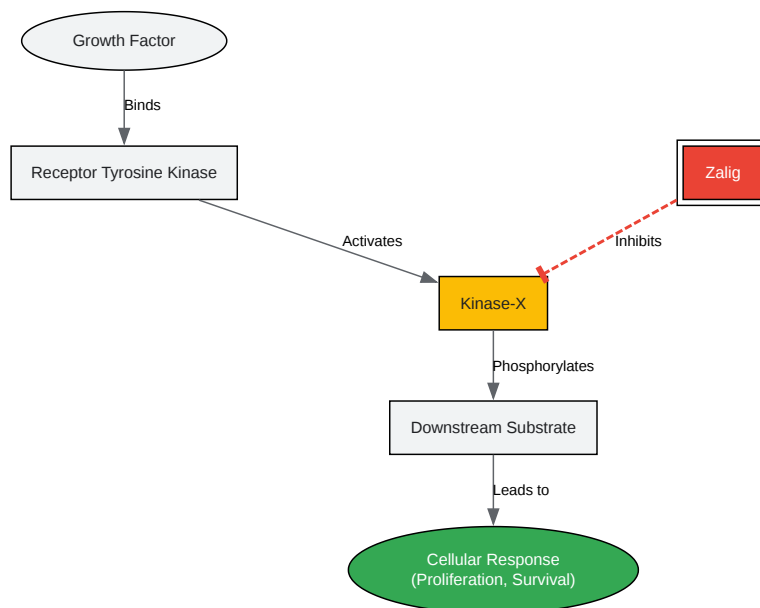 Growth Factor
Binds
Receptor Tyrosine Kinase
Zalig
Activates
Inhibits
Kinase-X
Phosphorylates
Downstream Substrate
Leads to
Cellular Response
(Proliferation, Survival)